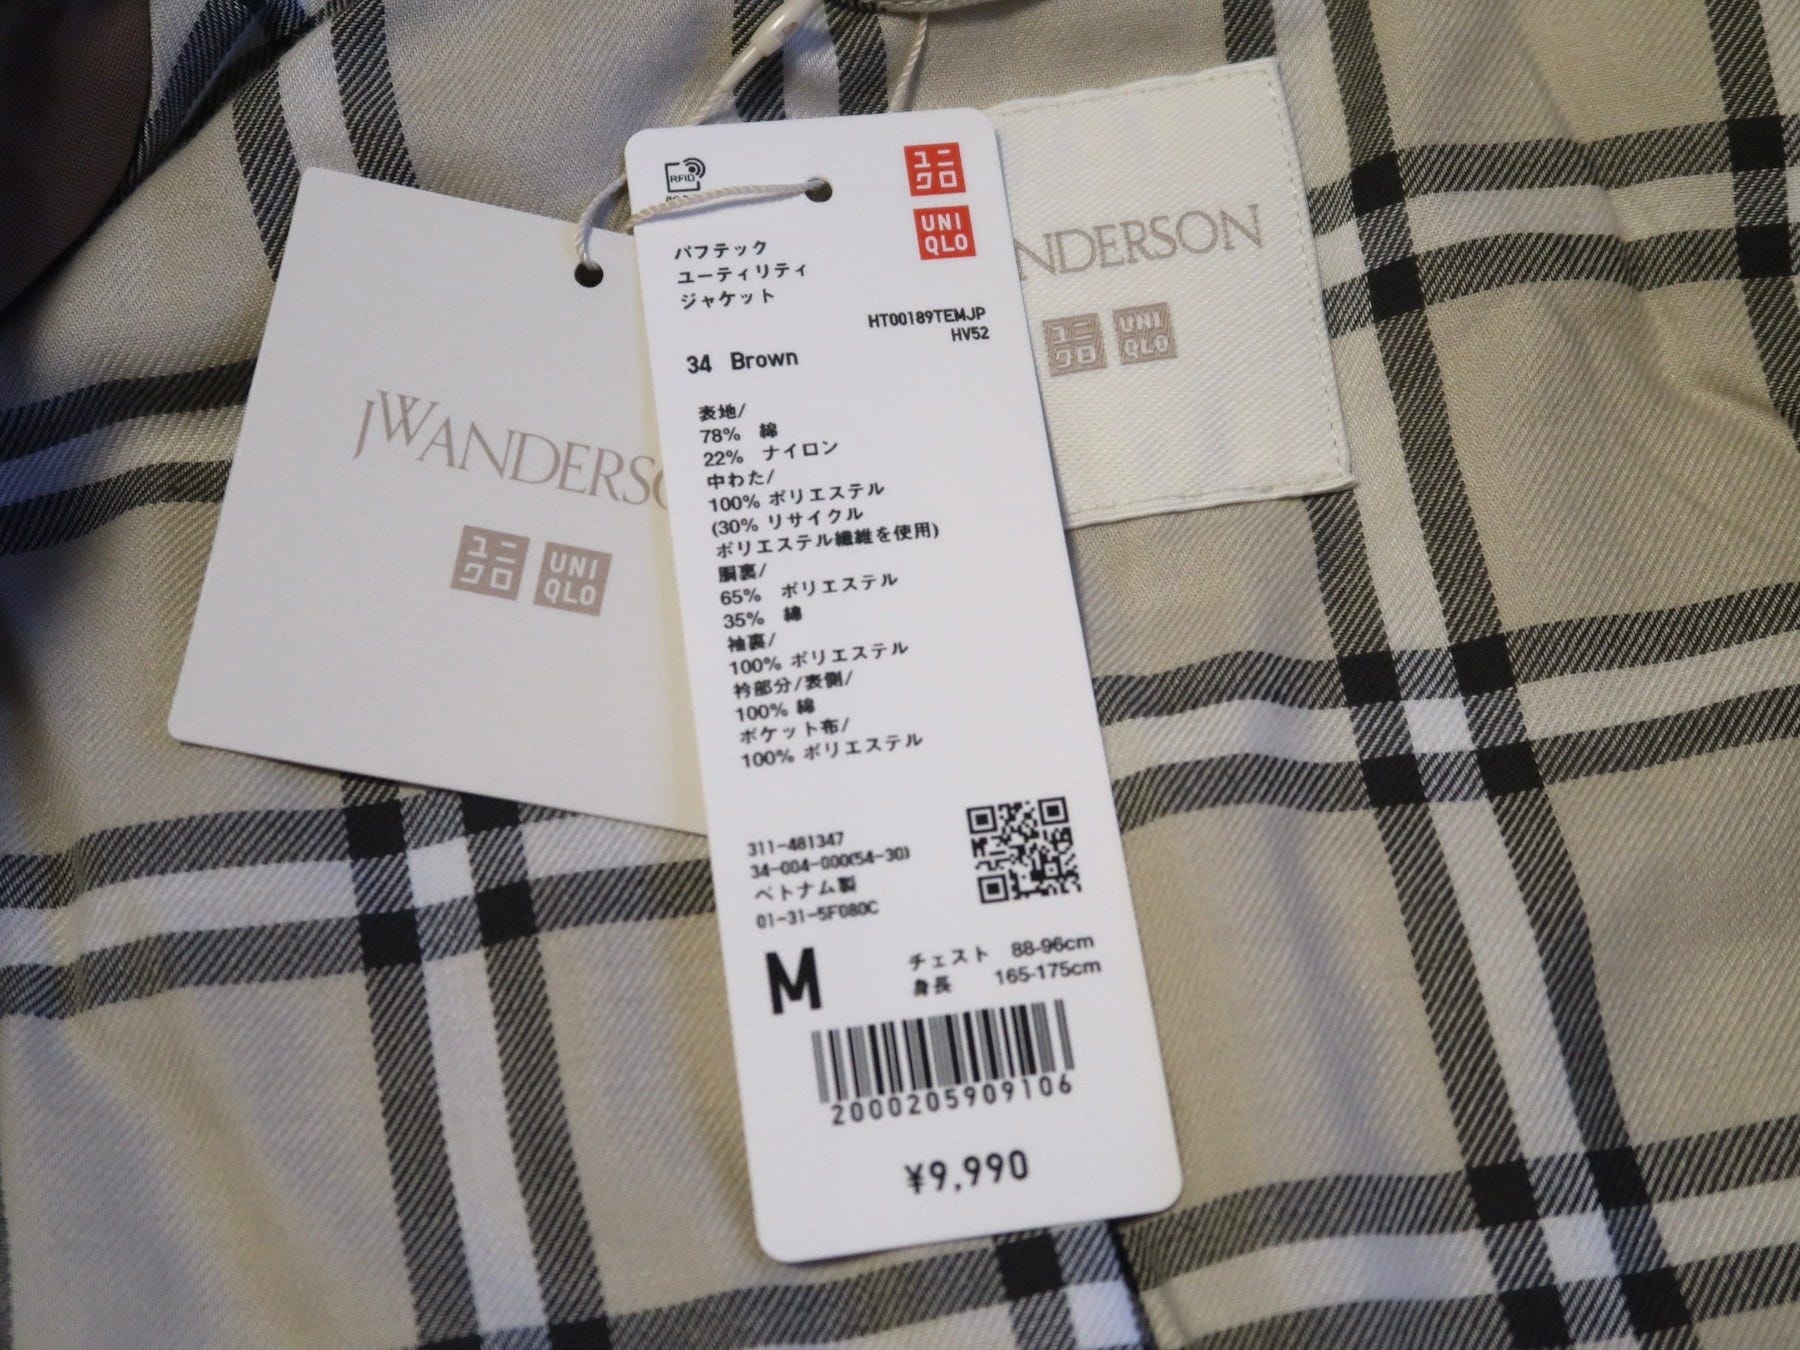 RFID
ユニ
クロ
UNI
QLO
パフテック
ユーティリティ
ジャケット
HT00189TEMJP
HV52
34 Brown
表地/
78% 綿
22% ナイロン
中わた/
100% ポリエステル
(30% リサイクル
ポリエステル繊維を使用)
胴裏/
65% ポリエステル
35% 綿
袖裏/
100% ポリエステル
衿部分/表側/
100% 綿
ポケット布/
100% ポリエステル
311-481347
34-004-000(54-30)
ベトナム製
01-31-5F080C
M
チェスト 88-96cm
身長 165-175cm
2000205909106
¥9,990
JWANDERSO
ユニ
クロ
UNI
QLO
NDERSON
ユニ
クロ
UNI
QLO